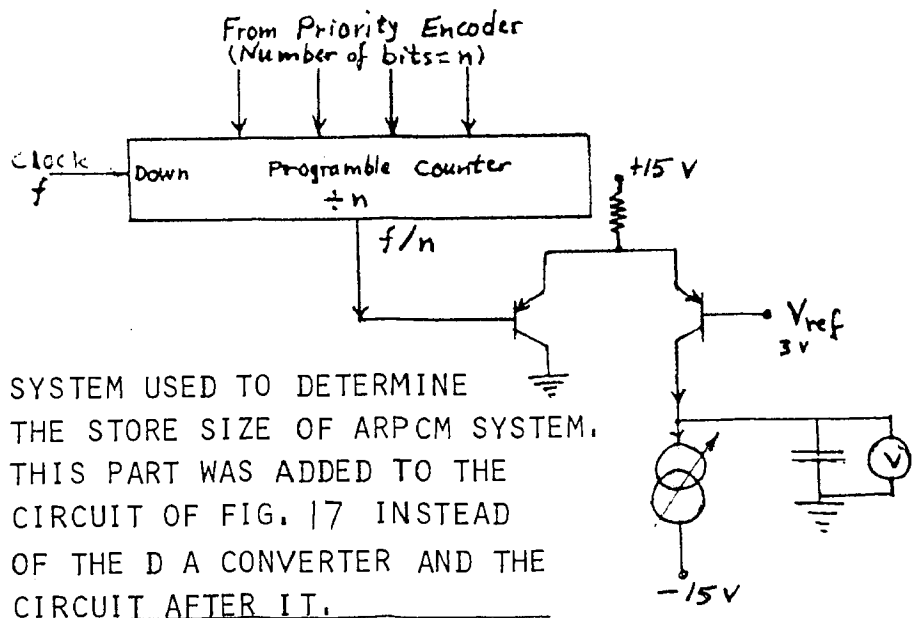 From Priority Encoder
(Number of bits=n)
Clock
f
Down
Programble Counter
÷n
f/n
+15 v
Vref
3v
V
-15 v
SYSTEM USED TO DETERMINE
THE STORE SIZE OF ARPCM SYSTEM.
THIS PART WAS ADDED TO THE
CIRCUIT OF FIG. 17 INSTEAD
OF THE D A CONVERTER AND THE
CIRCUIT AFTER IT.